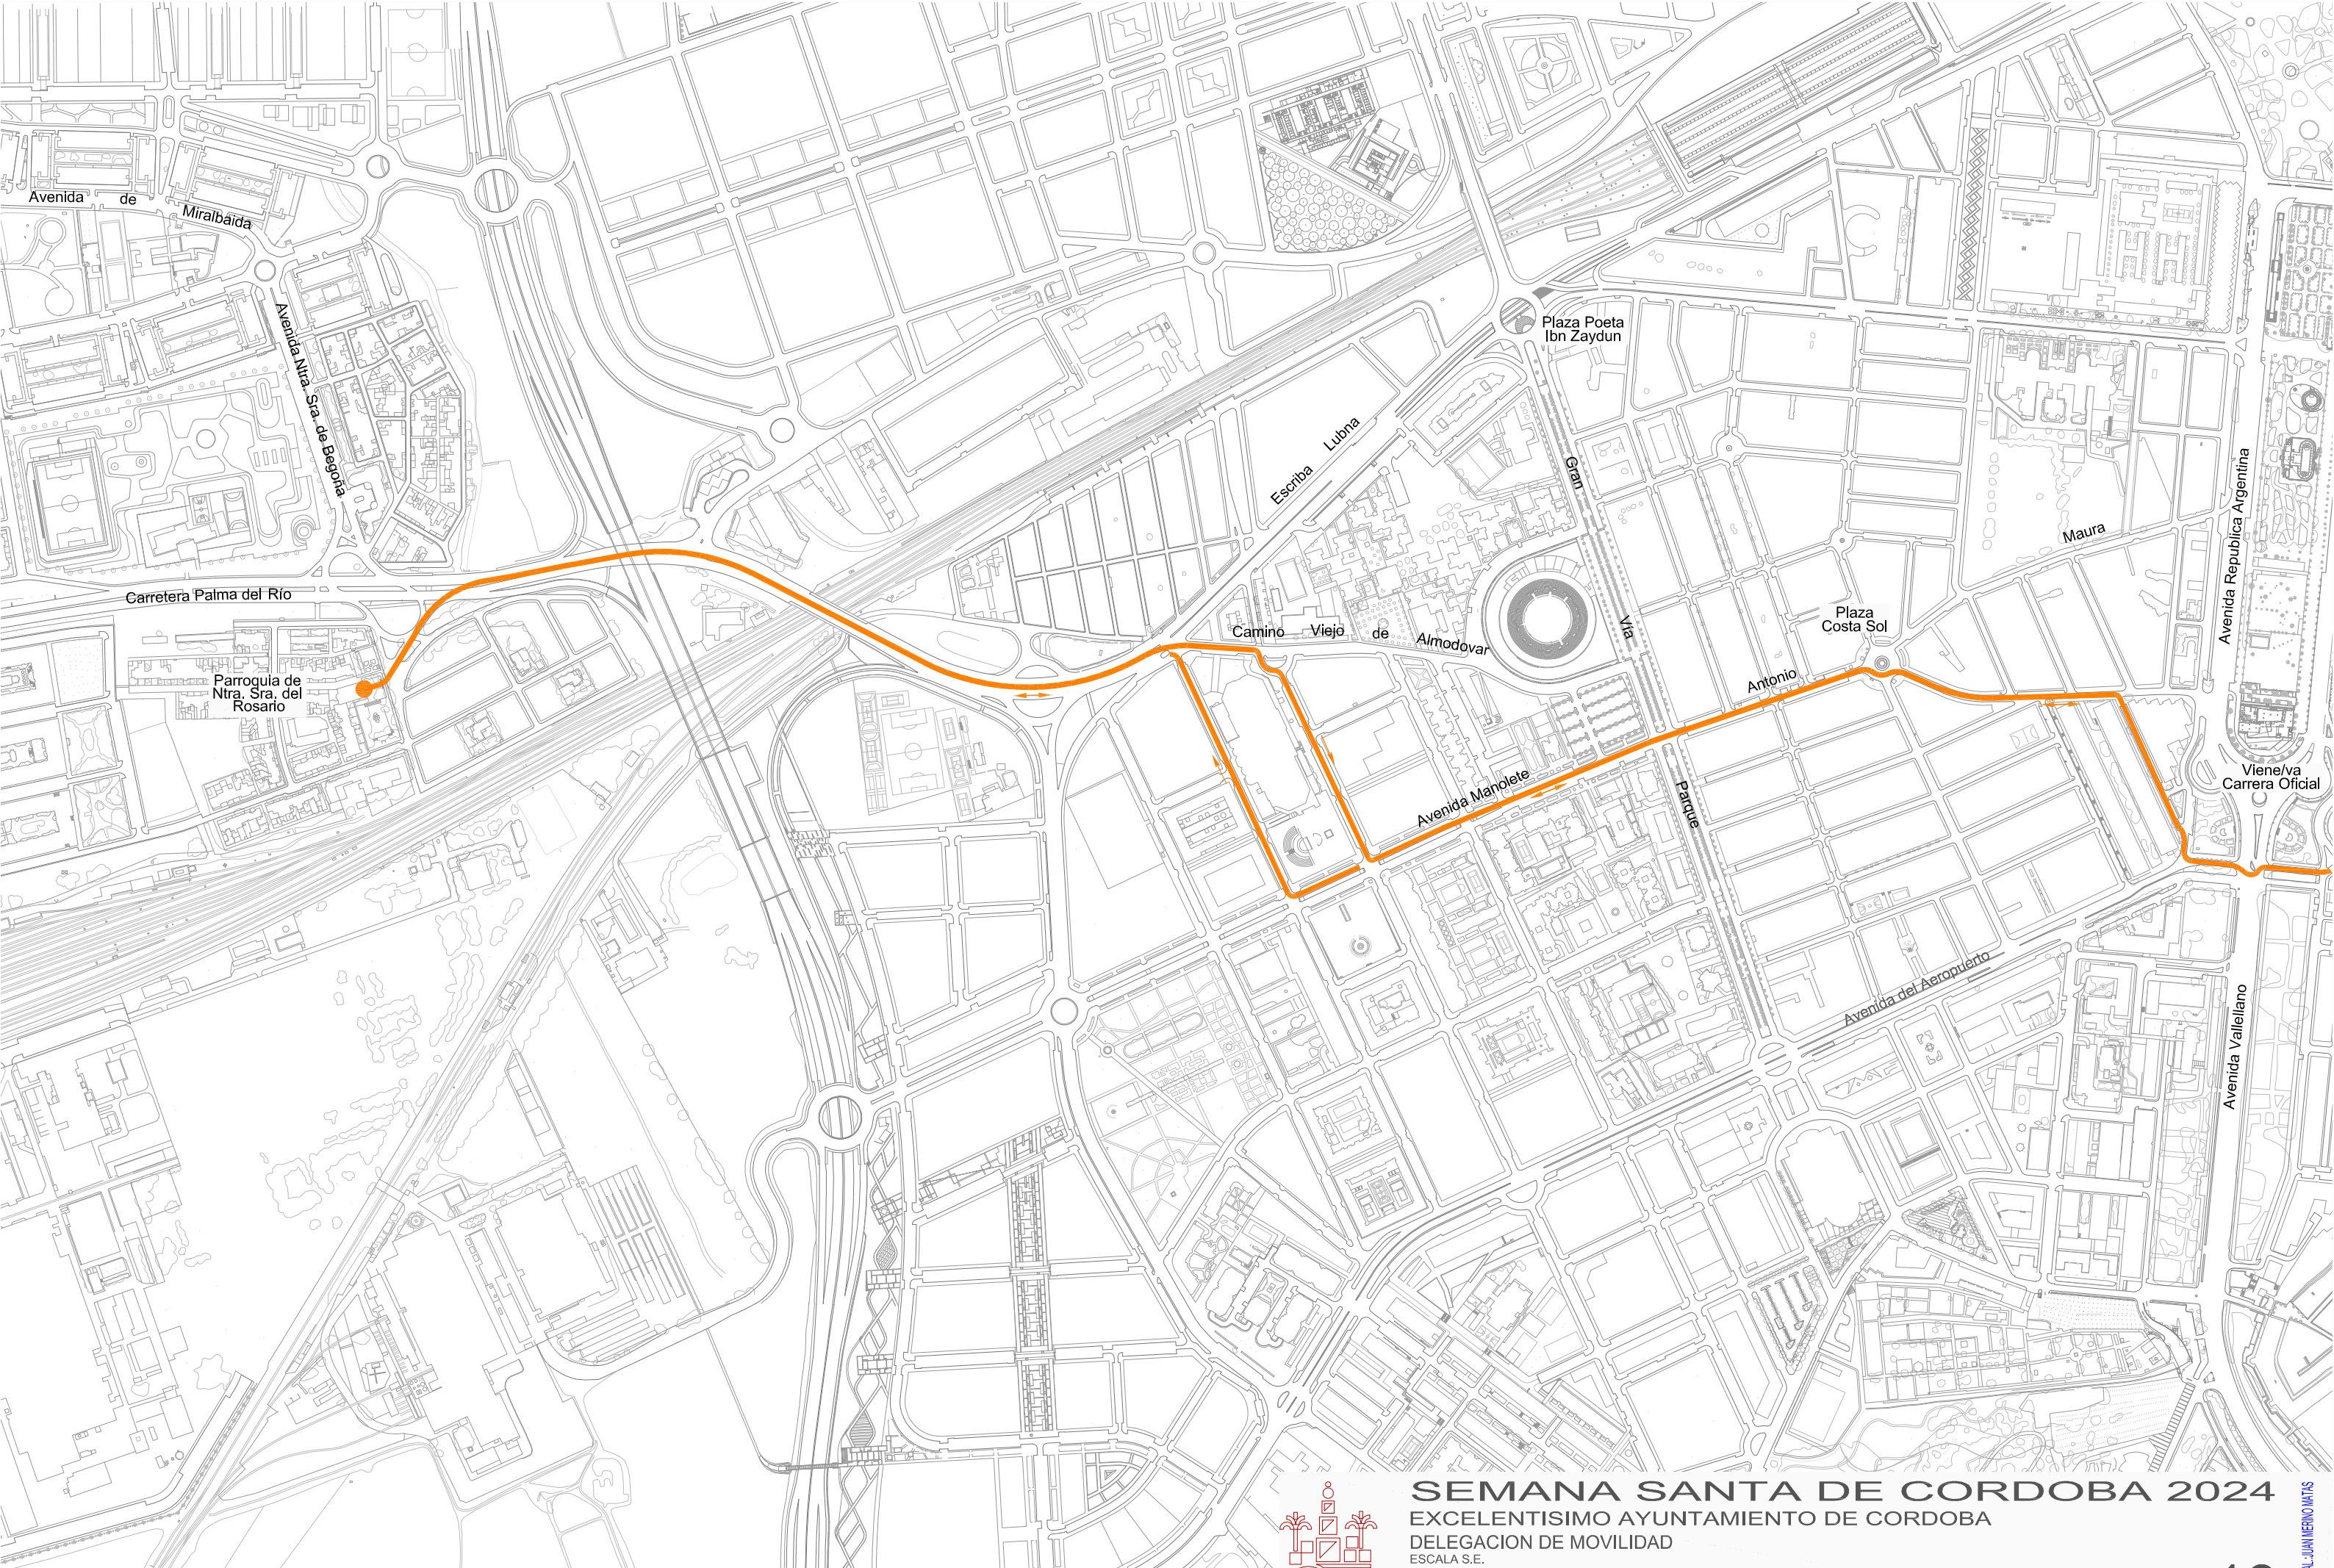 Avenida de
Miralbaida
Avenida Ntra. Sra. de Begoña
Plaza Poeta
Ibn Zaydun
Escriba Lubna
Gran
Vía
Parque
Avenida Republica Argentina
Maura
Carretera Palma del Río
Camino Viejo de Almodovar
Plaza
Costa Sol
Antonio
Parroquia de
Ntra. Sra. del
Rosario
Avenida Manolete
Viene/va
Carrera Oficial
Avenida del Aeropuerto
Avenida Vallellano
SEMANA SANTA DE CORDOBA 2024
EXCELENTISIMO AYUNTAMIENTO DE CORDOBA
DELEGACION DE MOVILIDAD
ESCALA S.E.
JUAN MERINO MATAS